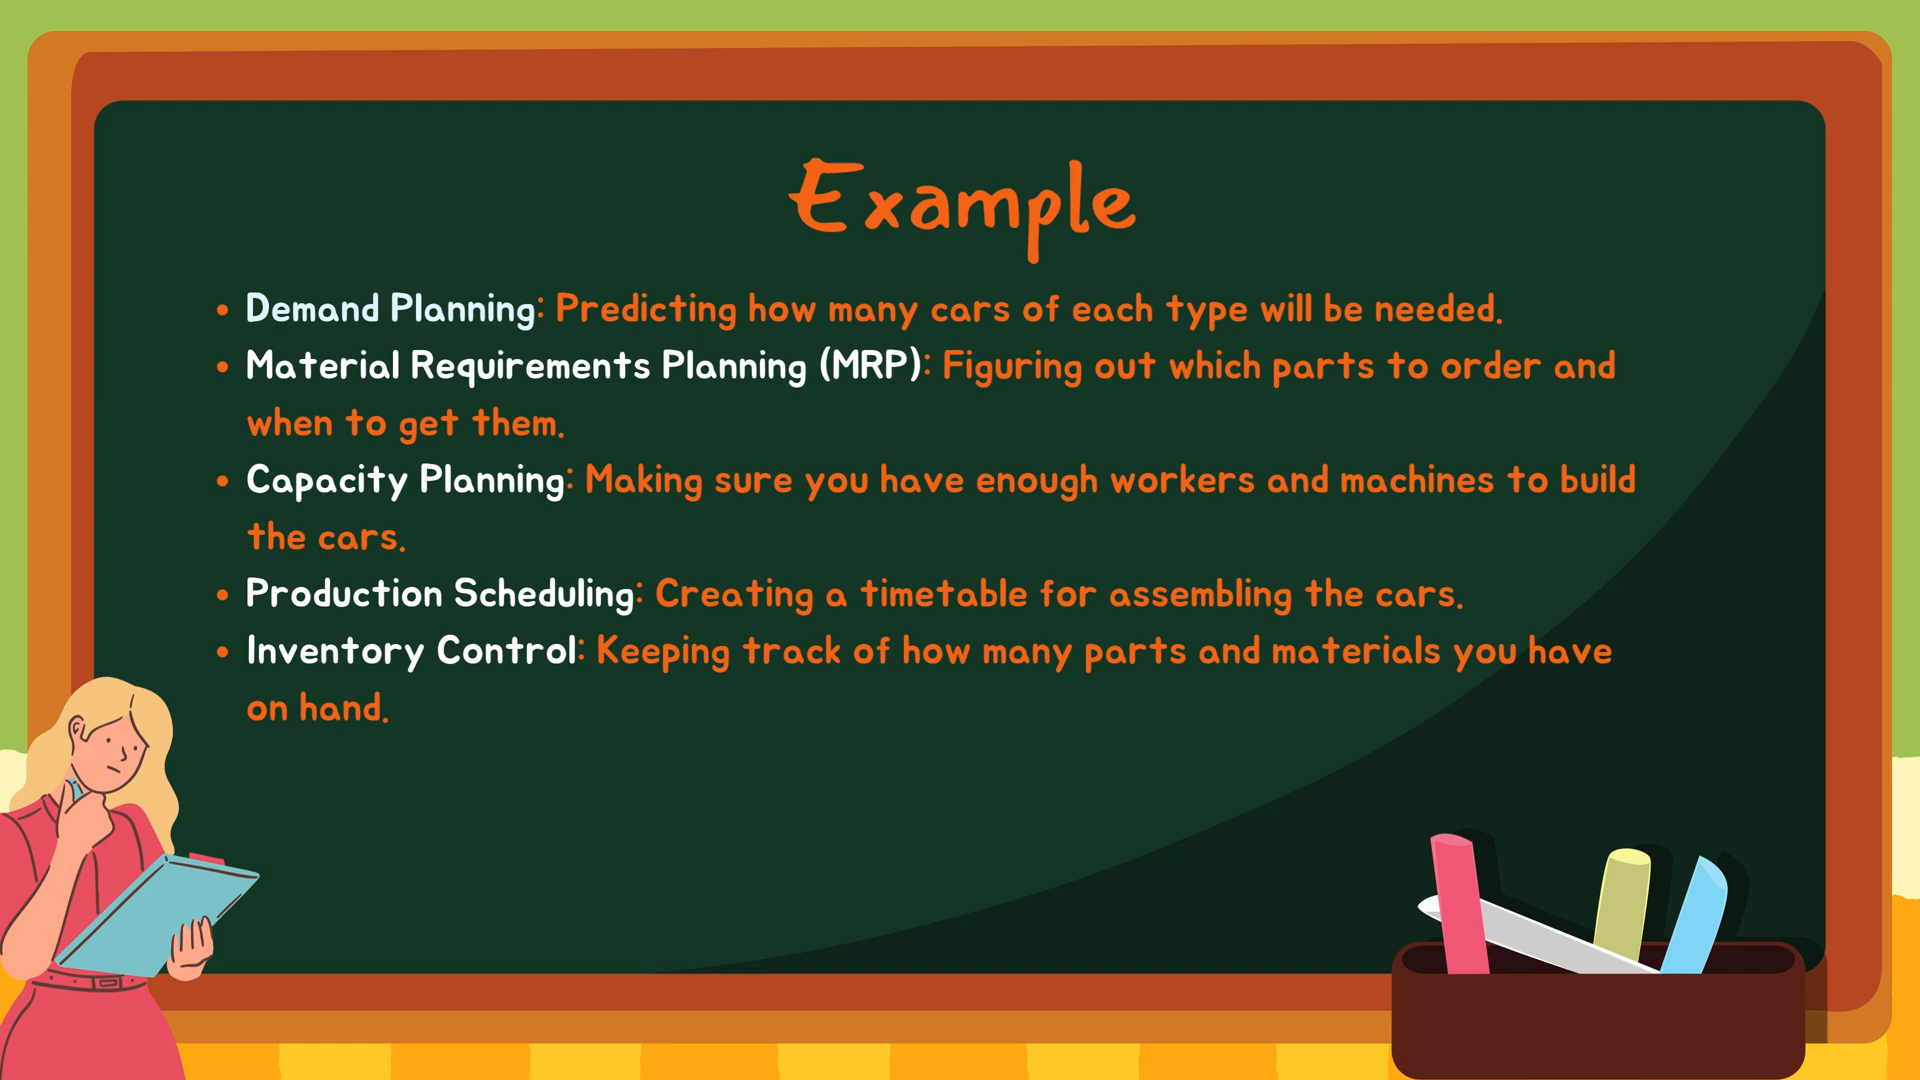 Example
• Demand Planning: Predicting how many cars of each type will be needed.
• Material Requirements Planning (MRP): Figuring out which parts to order and
when to get them.
• Capacity Planning: Making sure you have enough workers and machines to build
the cars.
• Production Scheduling: Creating a timetable for assembling the cars.
• Inventory Control: Keeping track of how many parts and materials you have
on hand.